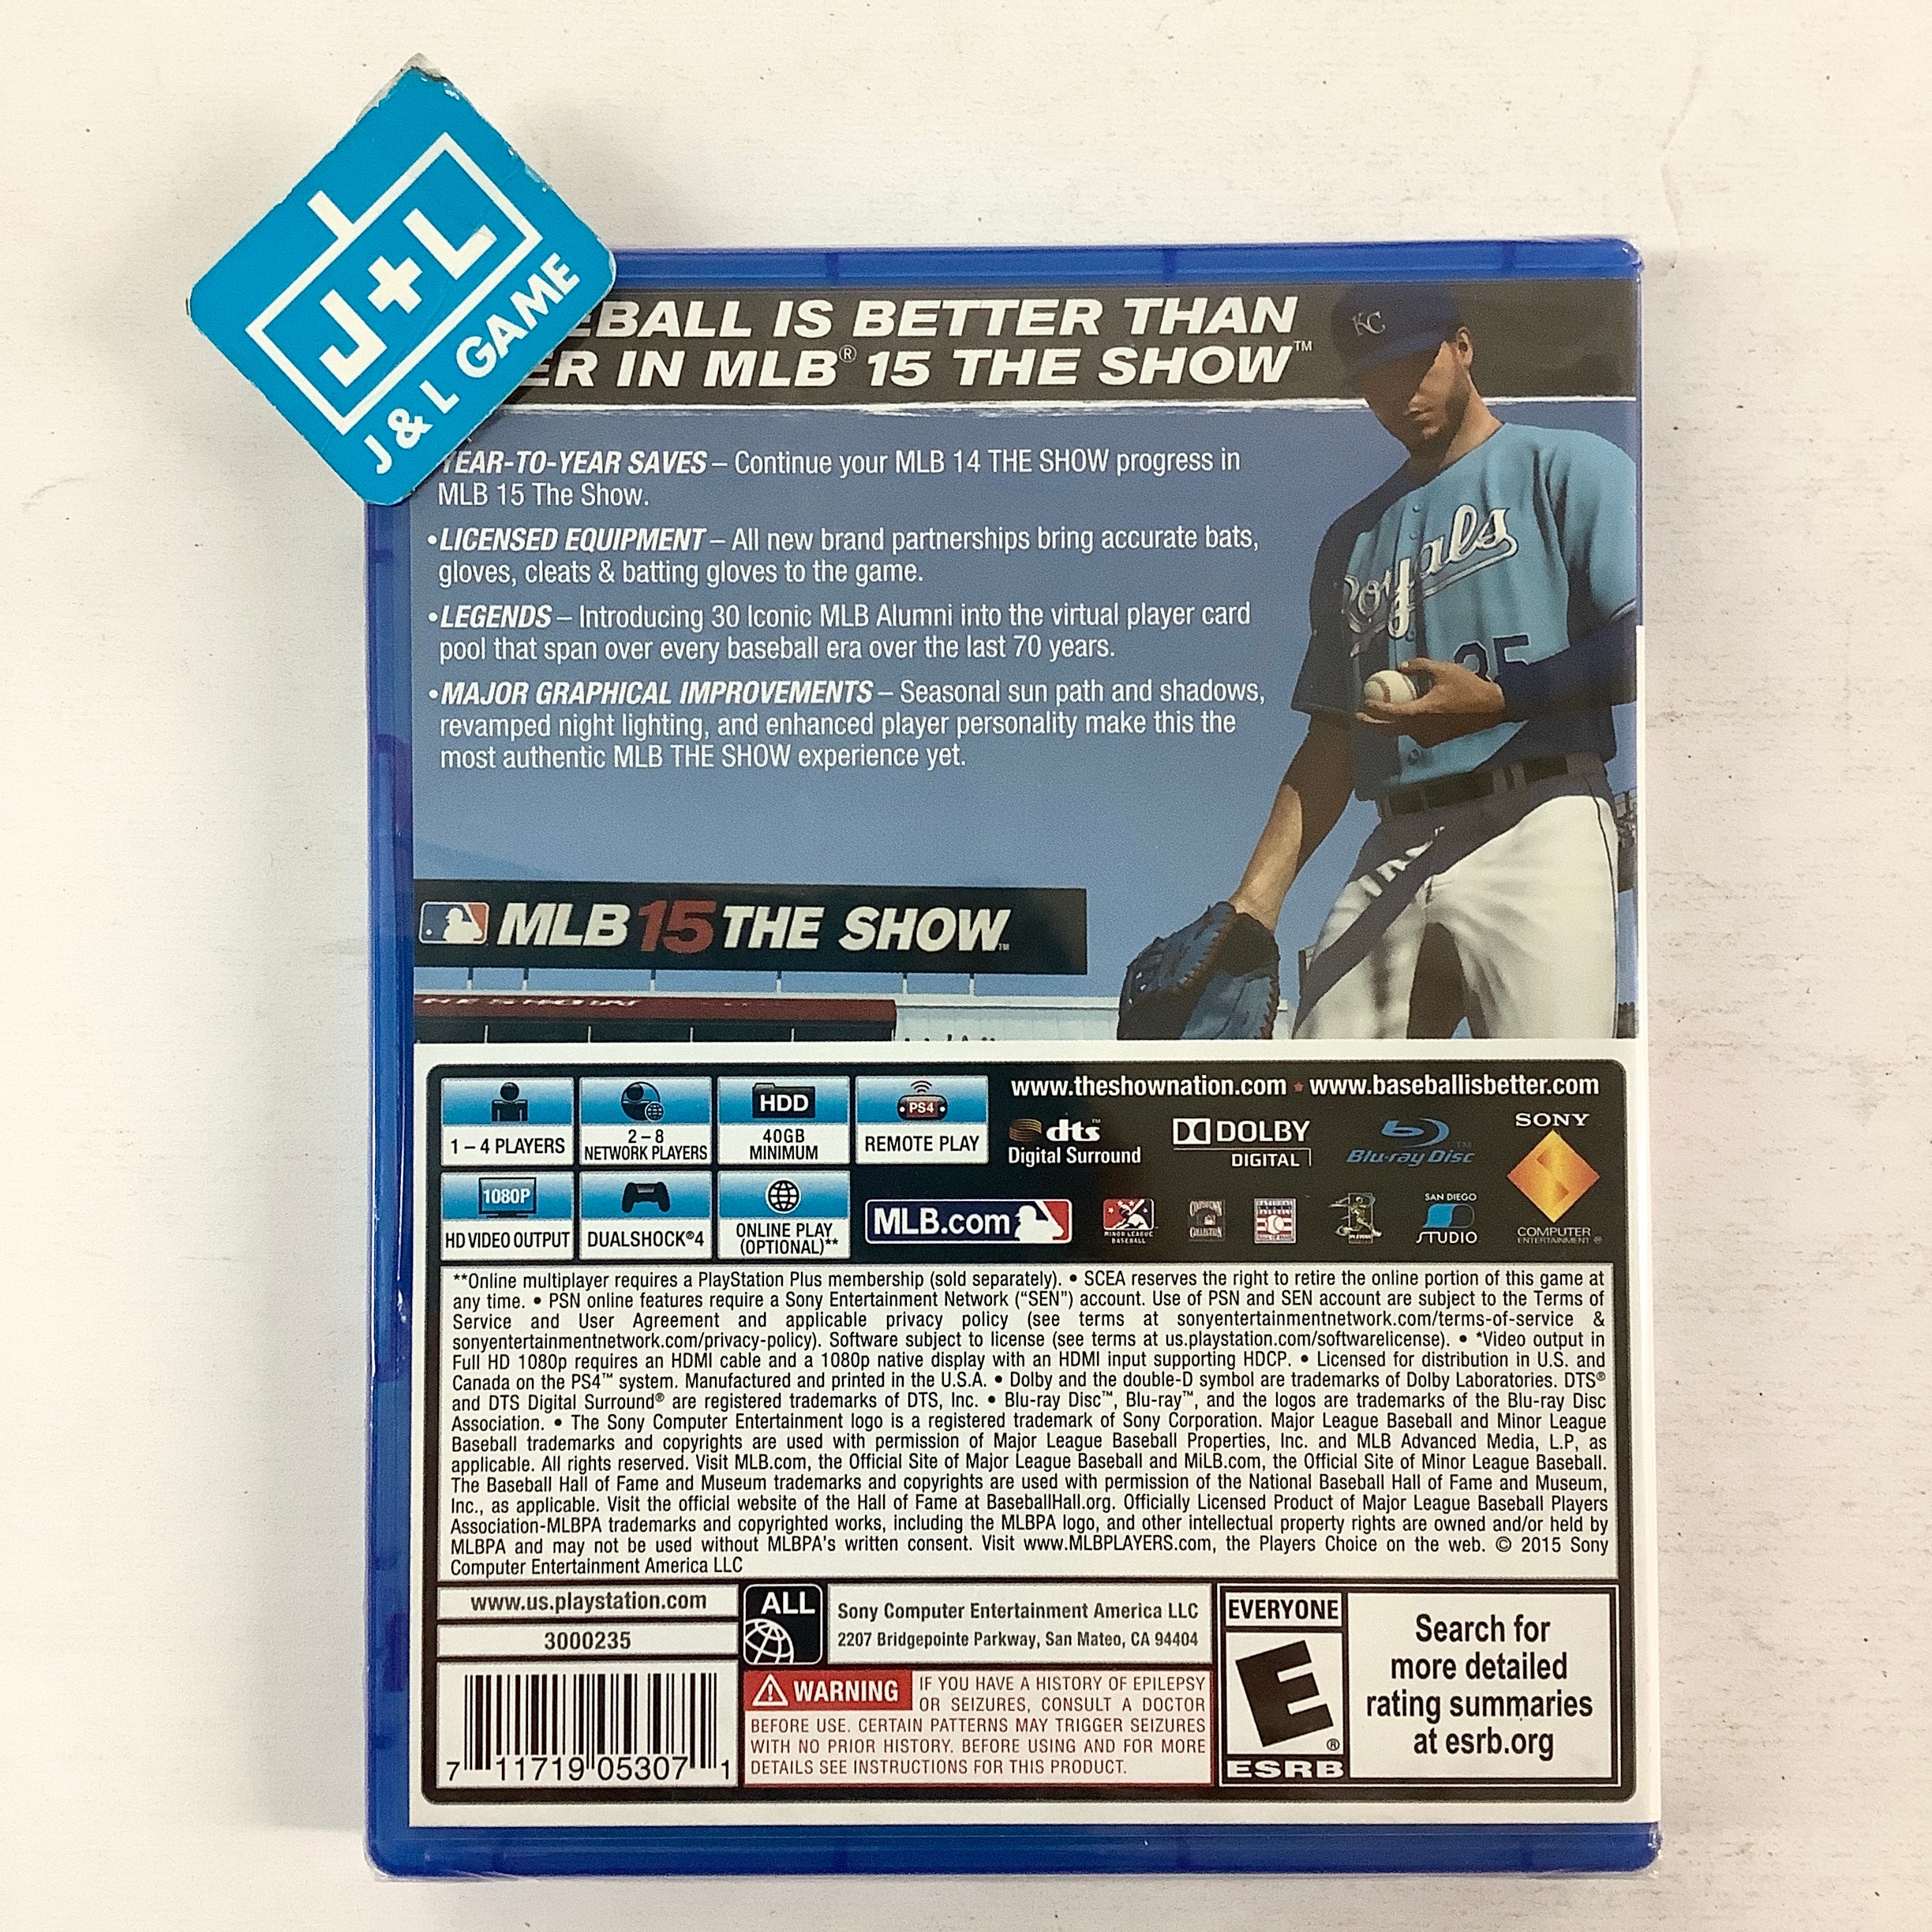 J+L
J & L GAME
EBALL IS BETTER THAN
ER IN MLB® 15 THE SHOW™
YEAR-TO-YEAR SAVES – Continue your MLB 14 THE SHOW progress in
MLB 15 The Show.
•LICENSED EQUIPMENT – All new brand partnerships bring accurate bats,
gloves, cleats & batting gloves to the game.
•LEGENDS – Introducing 30 Iconic MLB Alumni into the virtual player card
pool that span over every baseball era over the last 70 years.
•MAJOR GRAPHICAL IMPROVEMENTS – Seasonal sun path and shadows,
revamped night lighting, and enhanced player personality make this the
most authentic MLB THE SHOW experience yet.
KC
Royals
35
MLB 15 THE SHOW™
1 – 4 PLAYERS
2 – 8
NETWORK PLAYERS
HDD
40GB
MINIMUM
PS4
REMOTE PLAY
1080P
HD VIDEO OUTPUT
DUALSHOCK®4
ONLINE PLAY
(OPTIONAL)**
www.theshownation.com ★ www.baseballisbetter.com
dts™
Digital Surround
DOLBY
DIGITAL
Blu-ray Disc™
SONY
COMPUTER
ENTERTAINMENT®
MLB.com
MINOR LEAGUE
BASEBALL
SAN DIEGO
STUDIO
**Online multiplayer requires a PlayStation Plus membership (sold separately). • SCEA reserves the right to retire the online portion of this game at
any time. • PSN online features require a Sony Entertainment Network (“SEN”) account. Use of PSN and SEN account are subject to the Terms of
Service and User Agreement and applicable privacy policy (see terms at sonyentertainmentnetwork.com/terms-of-service &
sonyentertainmentnetwork.com/privacy-policy). Software subject to license (see terms at us.playstation.com/softwarelicense). • *Video output in
Full HD 1080p requires an HDMI cable and a 1080p native display with an HDMI input supporting HDCP. • Licensed for distribution in U.S. and
Canada on the PS4™ system. Manufactured and printed in the U.S.A. • Dolby and the double-D symbol are trademarks of Dolby Laboratories. DTS®
and DTS Digital Surround® are registered trademarks of DTS, Inc. • Blu-ray Disc™, Blu-ray™, and the logos are trademarks of the Blu-ray Disc
Association. • The Sony Computer Entertainment logo is a registered trademark of Sony Corporation. Major League Baseball and Minor League
Baseball trademarks and copyrights are used with permission of Major League Baseball Properties, Inc. and MLB Advanced Media, L.P, as
applicable. All rights reserved. Visit MLB.com, the Official Site of Major League Baseball and MiLB.com, the Official Site of Minor League Baseball.
The Baseball Hall of Fame and Museum trademarks and copyrights are used with permission of the National Baseball Hall of Fame and Museum,
Inc., as applicable. Visit the official website of the Hall of Fame at BaseballHall.org. Officially Licensed Product of Major League Baseball Players
Association-MLBPA trademarks and copyrighted works, including the MLBPA logo, and other intellectual property rights are owned and/or held by
MLBPA and may not be used without MLBPA's written consent. Visit www.MLBPLAYERS.com, the Players Choice on the web. © 2015 Sony
Computer Entertainment America LLC
www.us.playstation.com
3000235
7 11719 05307 1
ALL
Sony Computer Entertainment America LLC
2207 Bridgepointe Parkway, San Mateo, CA 94404
WARNING
IF YOU HAVE A HISTORY OF EPILEPSY
OR SEIZURES, CONSULT A DOCTOR
BEFORE USE. CERTAIN PATTERNS MAY TRIGGER SEIZURES
WITH NO PRIOR HISTORY. BEFORE USING AND FOR MORE
DETAILS SEE INSTRUCTIONS FOR THIS PRODUCT.
EVERYONE
E®
ESRB
Search for
more detailed
rating summaries
at esrb.org